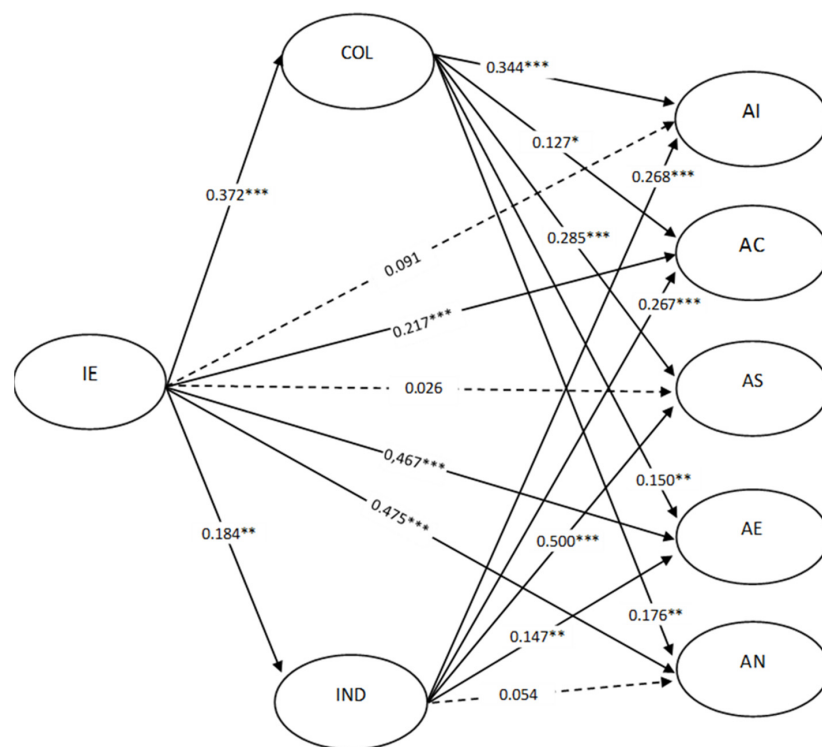 COL
0.344***
AI
0.127*
0.268***
0.372***
0.285***
AC
0.091
0.267***
0.217***
IE
0.026
AS
0,467***
0.150**
0.475***
0.184**
0.500***
AE
0.176**
0.147**
AN
IND
0.054